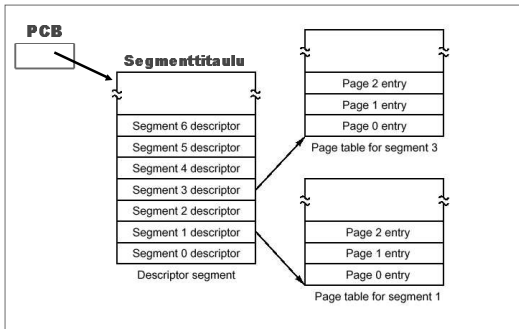 PCB
Segmenttitaulu
Segment 6 descriptor
Segment 5 descriptor
Segment 4 descriptor
Segment 3 descriptor
Segment 2 descriptor
Segment 1 descriptor
Segment 0 descriptor
Descriptor segment
Page 2 entry
Page 1 entry
Page 0 entry
Page table for segment 3
Page 2 entry
Page 1 entry
Page 0 entry
Page table for segment 1